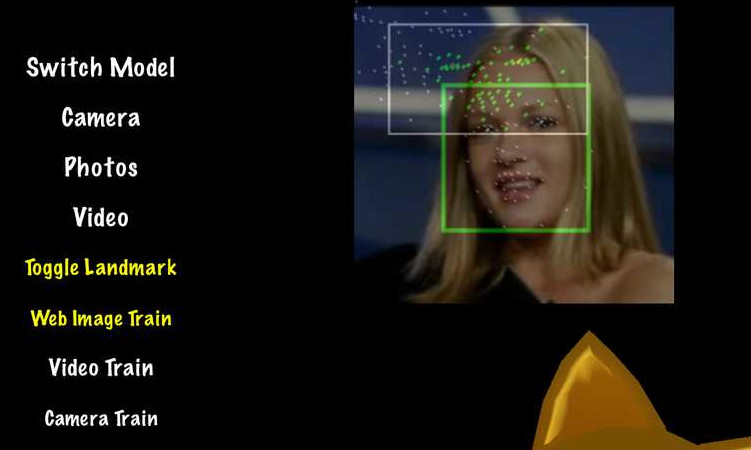 Switch Model
Camera
Photos
Video
Toggle Landmark
Web Image Train
Video Train
Camera Train